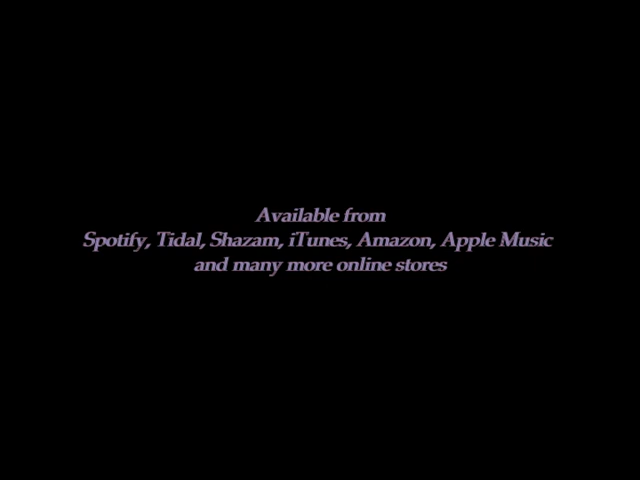 Available from
Spotify, Tidal, Shazam, iTunes, Amazon, Apple Music
and many more online stores